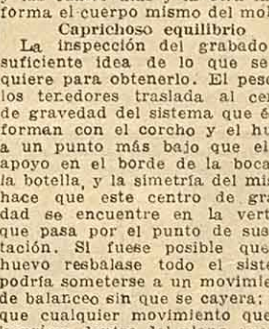 forma el cuerpo mismo del mo
Caprichoso equilibrio
La inspección del grabado
suficiente idea de lo que se
quiere para obtenerlo. El peso
los tenedores traslada al ce
de gravedad del sistema que é
forman con el corcho y el hu
a un punto más bajo que el
apoyo en el borde de la boca
la botella, y la simetría del mi
hace que este centro de gra
dad se encuentre en la vert
que pasa por el punto de sus
tación. Si fuese posible que
huevo resbalase todo el siste
podría someterse a un movimie
de balanceo sin que se cayera;
que cualquier movimiento que